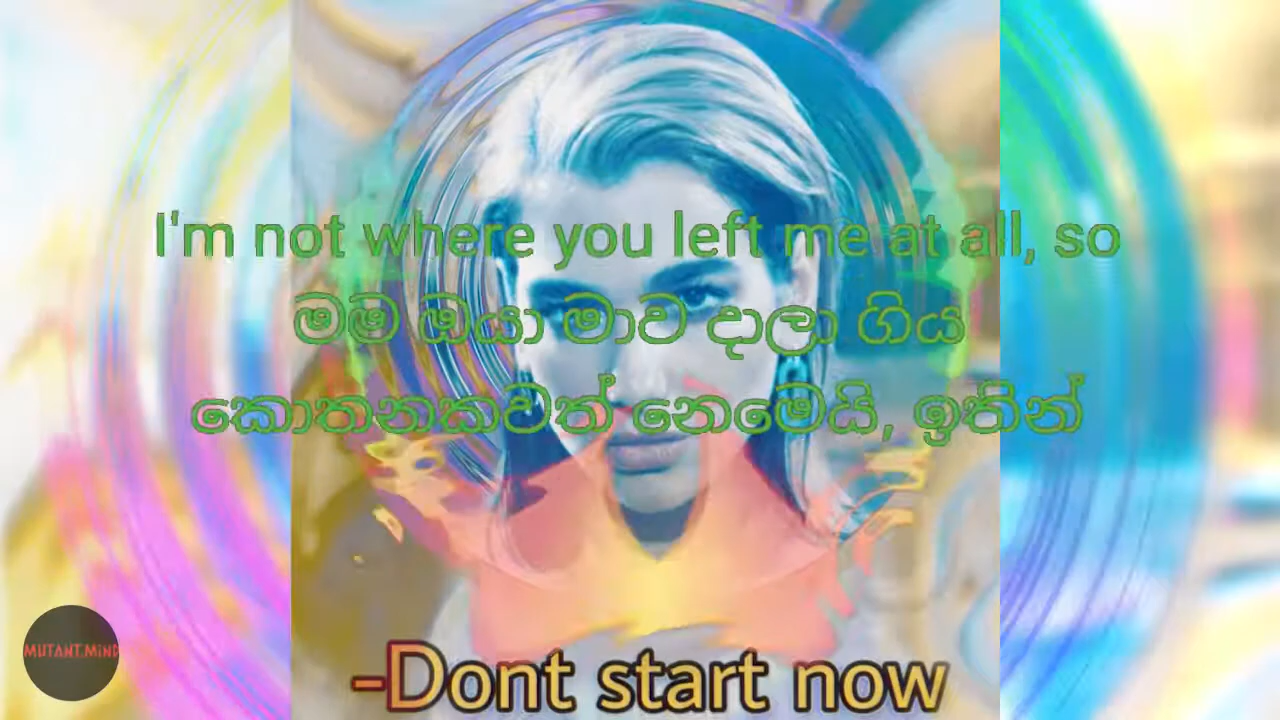 I'm not where you left me at all, so
මම ඔයා මාව දාලා ගිය
කොතනකවත් නෙමෙයි, ඉතින්
MUTANT.MiND
-Dont start now